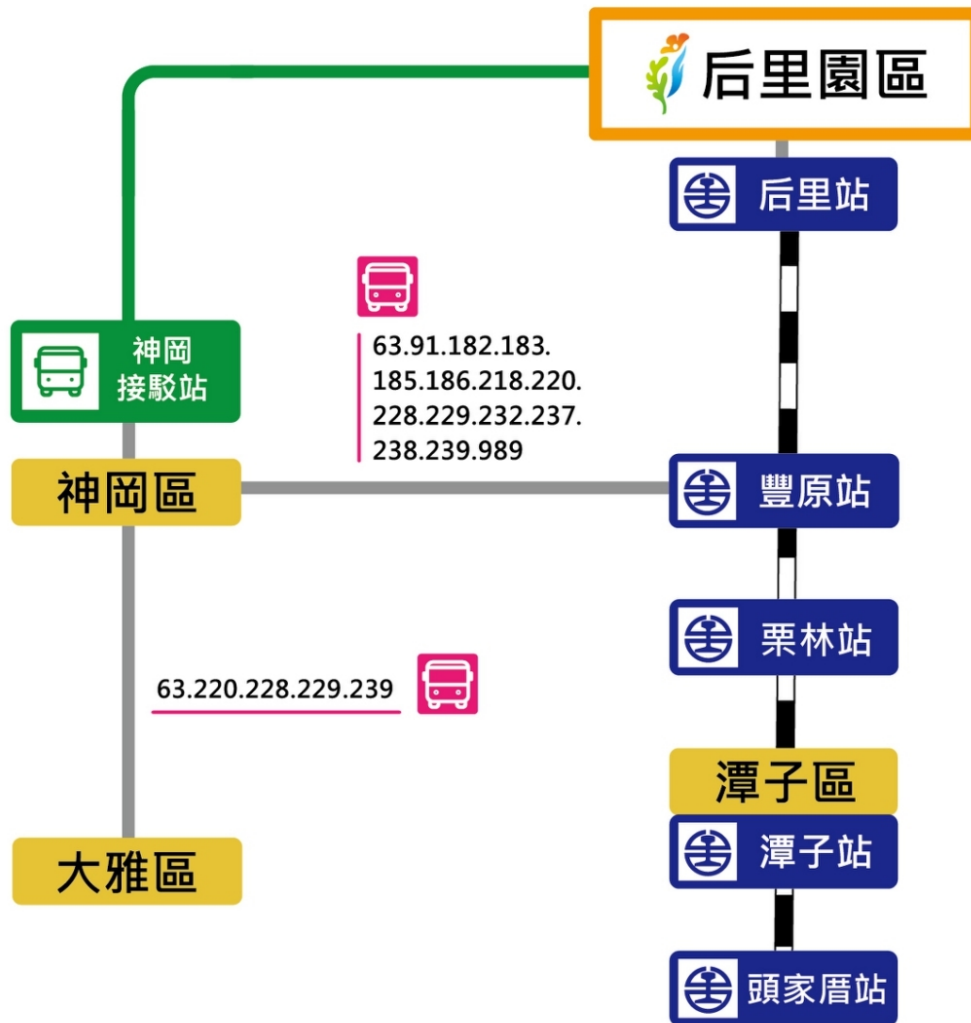 后里園區
后里站
神岡
接駁站
63.91.182.183.
185.186.218.220.
228.229.232.237.
238.239.989
神岡區
豐原站
栗林站
63.220.228.229.239
潭子區
潭子站
大雅區
頭家厝站